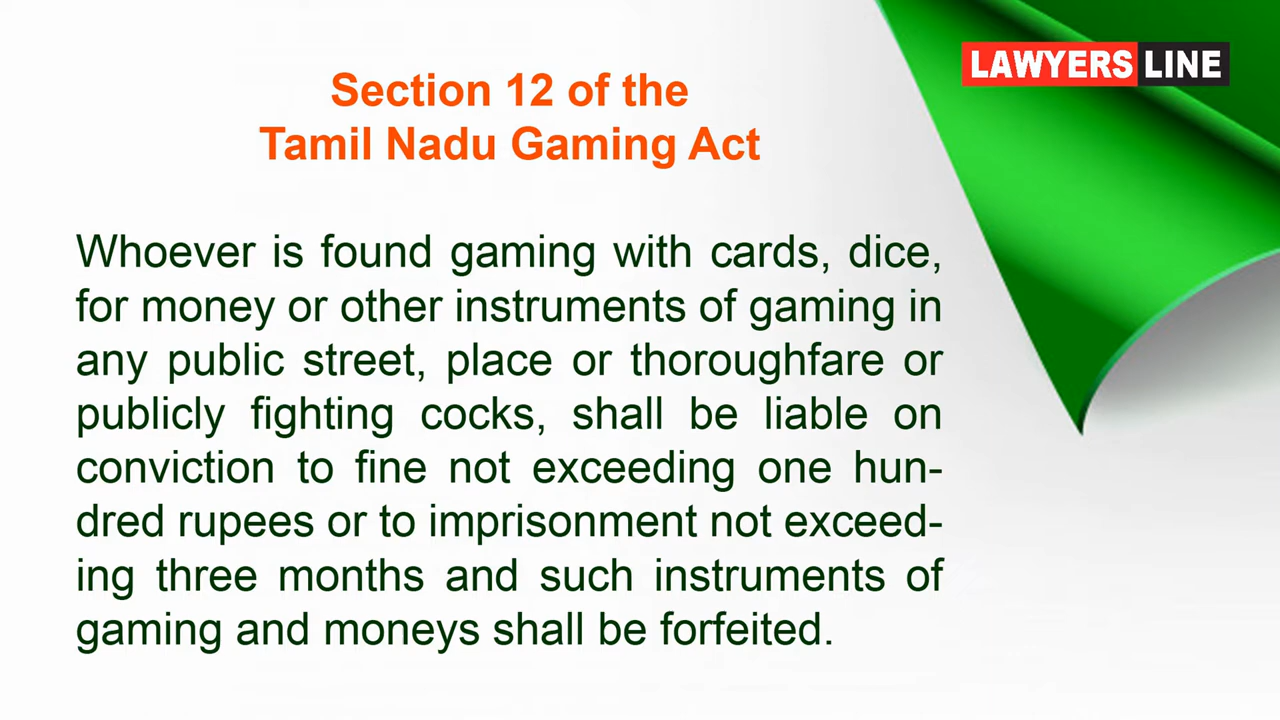 LAWYERS LINE
Section 12 of the
Tamil Nadu Gaming Act
Whoever is found gaming with cards, dice,
for money or other instruments of gaming in
any public street, place or thoroughfare or
publicly fighting cocks, shall be liable on
conviction to fine not exceeding one hun-
dred rupees or to imprisonment not exceed-
ing three months and such instruments of
gaming and moneys shall be forfeited.